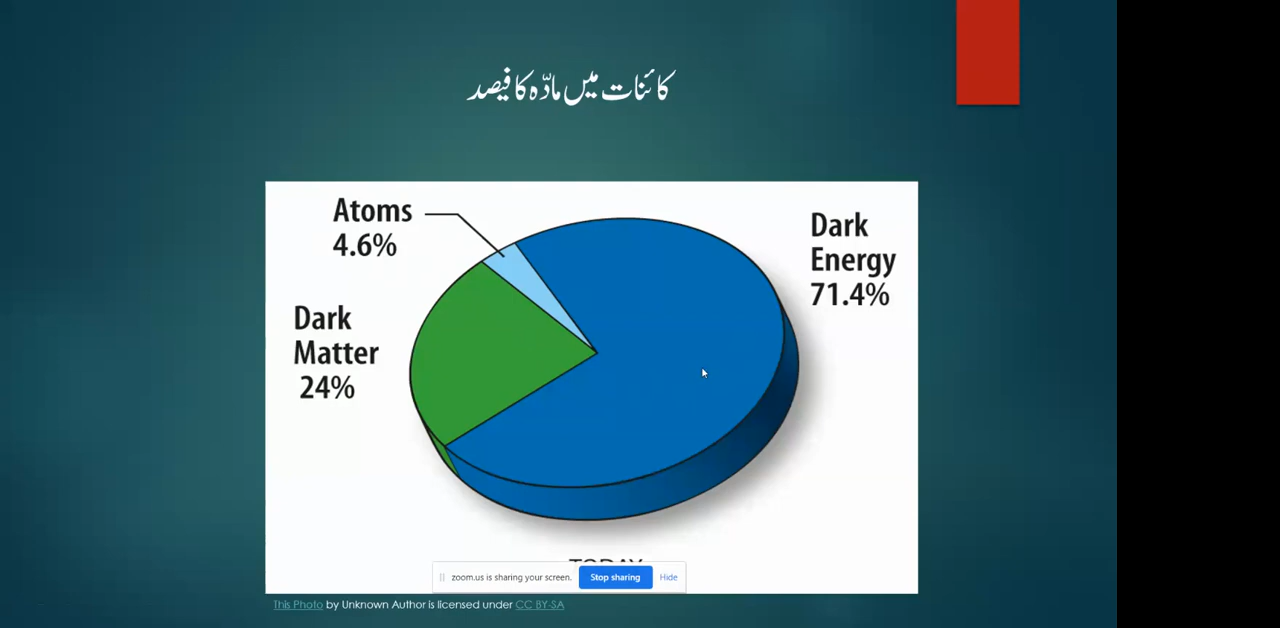 کائنات میں مادّہ کا فیصد
Atoms
4.6%
Dark
Energy
71.4%
Dark
Matter
24%
TODAY
zoom.us is sharing your screen. Stop sharing Hide
This Photo by Unknown Author is licensed under CC BY-SA